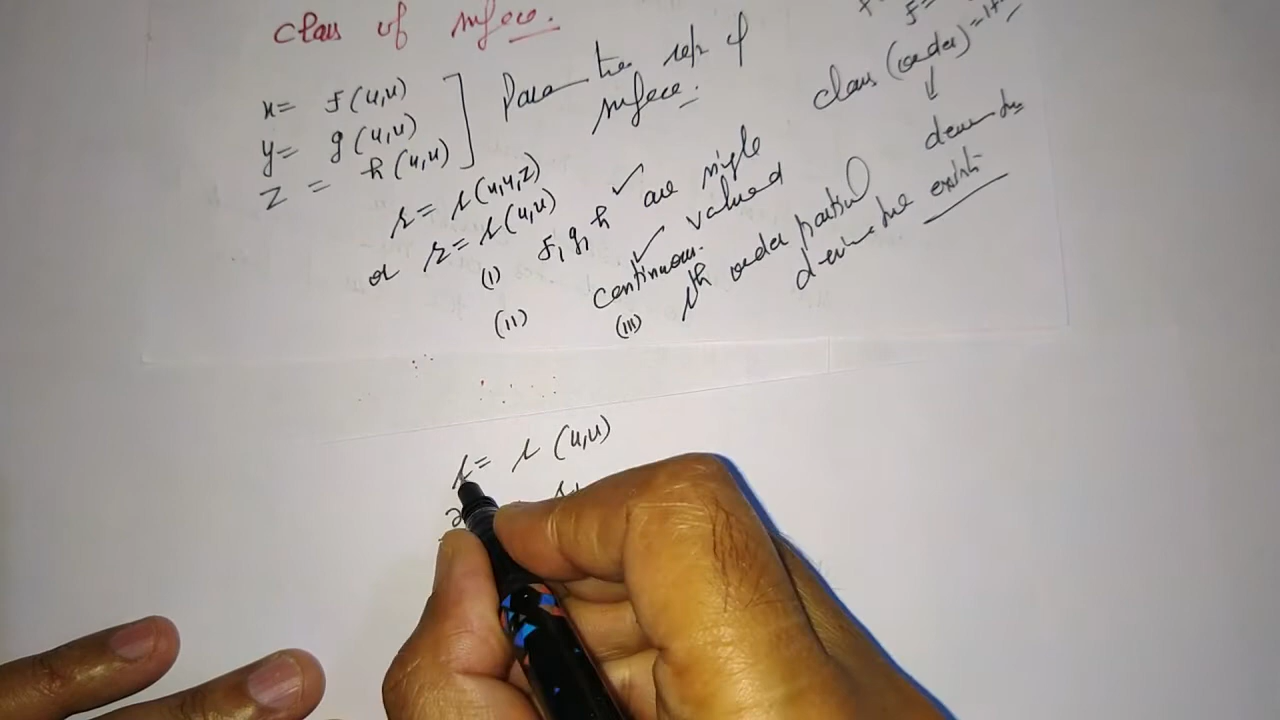 class of surface.
x = f(u,u)
y = g(u,u)
z = h(u,u)
Parametric rep of
surface.
r = r(u,u,z)
or r = r(u,u)
(i) f, g, h ✓ are single
valued
(ii) continuous. ✓
(iii) rth order partial
derivative exists
class (order) =
↓
r = r (u,u)